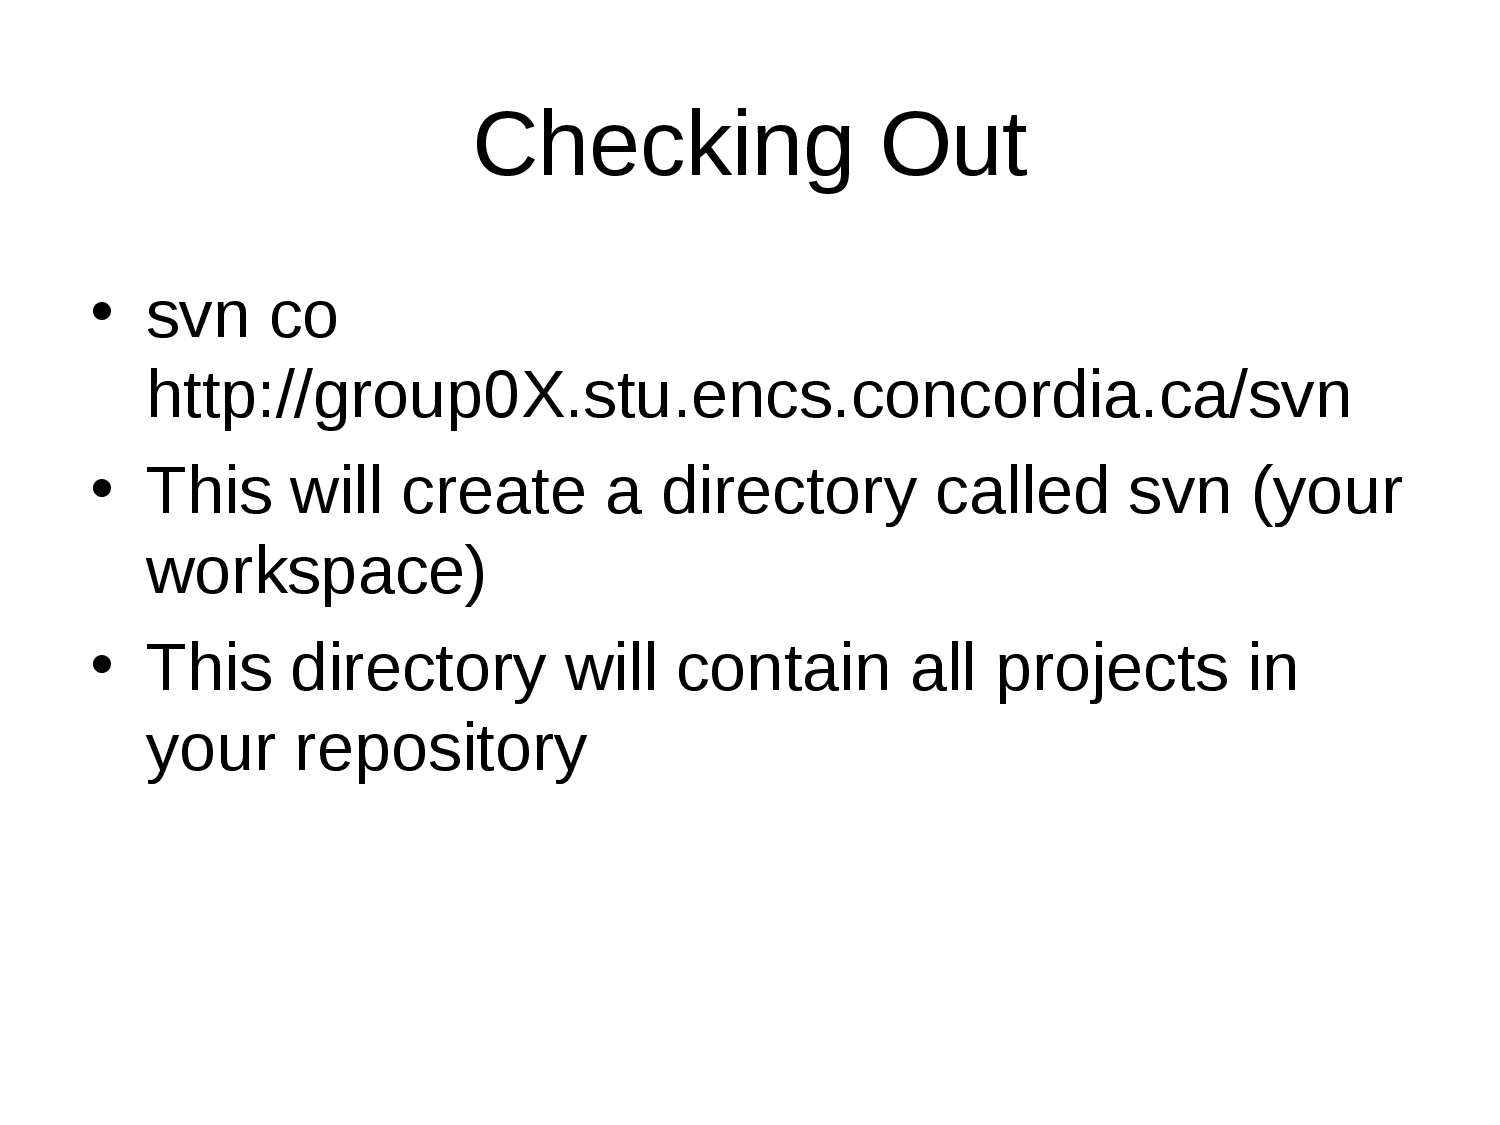 Checking Out
• svn co
http://group0X.stu.encs.concordia.ca/svn
• This will create a directory called svn (your
workspace)
• This directory will contain all projects in
your repository